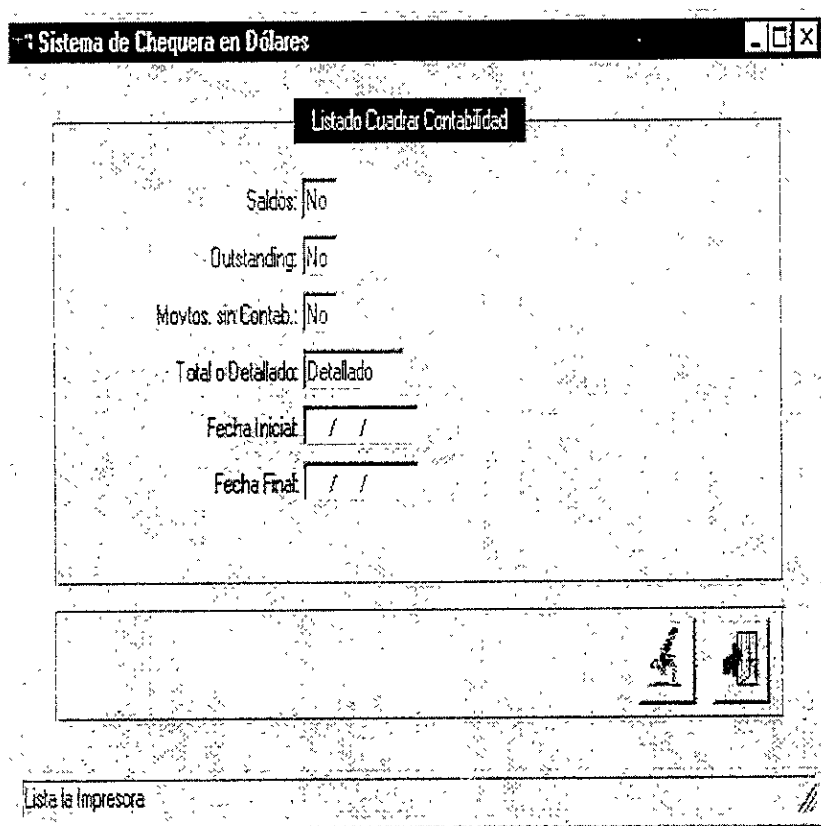 Sistema de Chequera en Dólares
Listado Cuadrar Contabilidad
Saldos: No
Outstanding: No
Movtos. sin Contab.: No
Total o Detallado: Detallado
Fecha Inicial: / /
Fecha Final: / /
Lista la Impresora